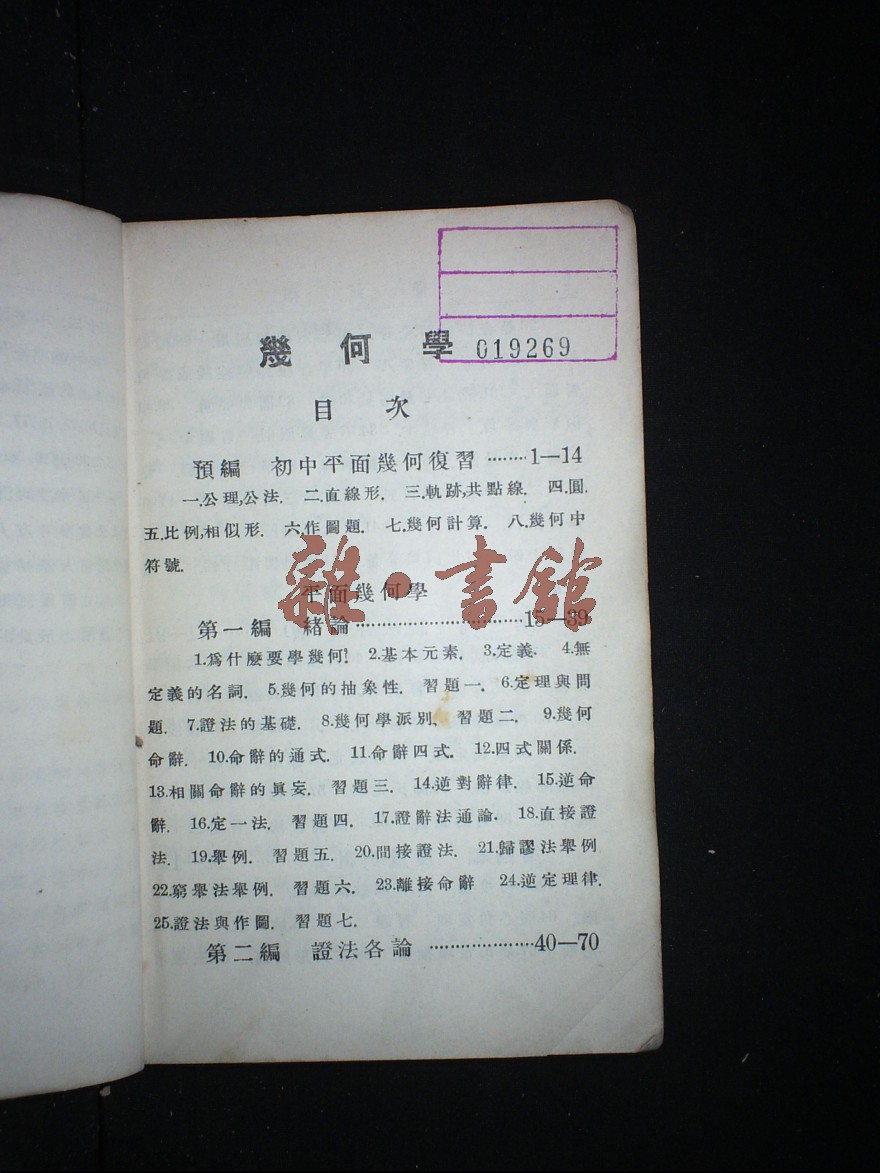 幾何學
019269
目次
預編 初中平面幾何復習 ········1—14
一.公理,公法. 二.直線形. 三.軌跡,共點線. 四.圓.
五.比例,相似形. 六.作圖題. 七.幾何計算. 八.幾何中
符號.
雜·書館
平面幾何學
第一編 緒論································15—39
1.爲什麼要學幾何? 2.基本元素. 3.定義. 4.無
定義的名詞. 5.幾何的抽象性. 習題一. 6.定理與問
題. 7.證法的基礎. 8.幾何學派別. 習題二. 9.幾何
命辭. 10.命辭的通式. 11.命辭四式. 12.四式關係.
13.相關命辭的眞妄. 習題三. 14.逆對辭律. 15.逆命
辭. 16.定一法. 習題四. 17.證辭法通論. 18.直接證
法. 19.舉例. 習題五. 20.間接證法. 21.歸謬法舉例
22.窮舉法舉例. 習題六. 23.離接命辭 24.逆定理律.
25.證法與作圖. 習題七.
第二編 證法各論 ·····················40—70